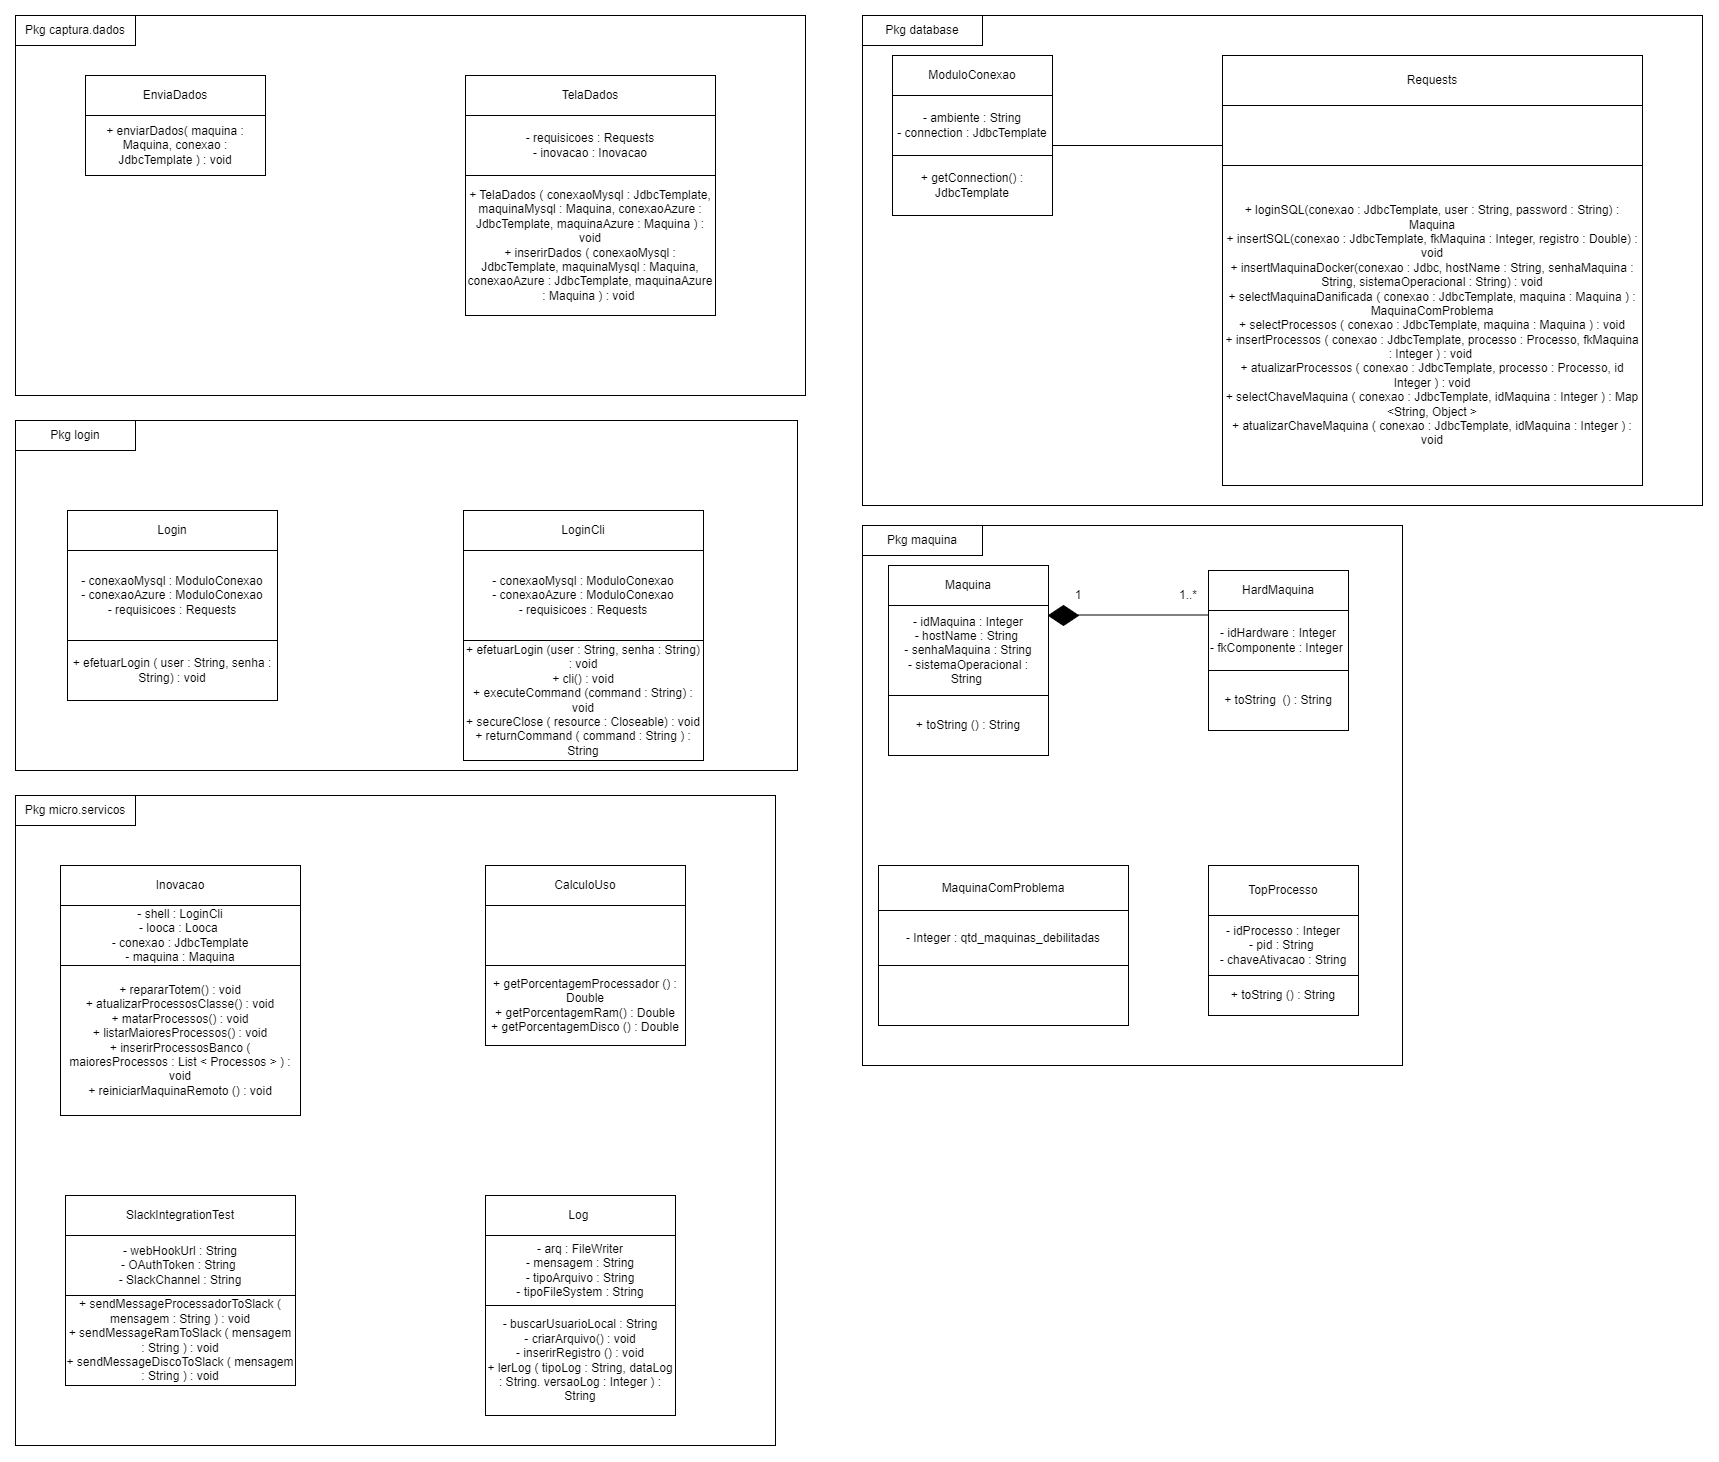 Pkg captura.dados
EnviaDados
+ enviarDados( maquina :
Maquina, conexao :
JdbcTemplate ) : void
TelaDados
- requisicoes : Requests
- inovacao : Inovacao
+ TelaDados ( conexaoMysql : JdbcTemplate,
maquinaMysql : Maquina, conexaoAzure :
JdbcTemplate, maquinaAzure : Maquina ) :
void
+ inserirDados ( conexaoMysql :
JdbcTemplate, maquinaMysql : Maquina,
conexaoAzure : JdbcTemplate, maquinaAzure
: Maquina ) : void
Pkg database
ModuloConexao
- ambiente : String
- connection : JdbcTemplate
+ getConnection() :
JdbcTemplate
Requests
+ loginSQL(conexao : JdbcTemplate, user : String, password : String) :
Maquina
+ insertSQL(conexao : JdbcTemplate, fkMaquina : Integer, registro : Double) :
void
+ insertMaquinaDocker(conexao : Jdbc, hostName : String, senhaMaquina :
String, sistemaOperacional : String) : void
+ selectMaquinaDanificada ( conexao : JdbcTemplate, maquina : Maquina ) :
MaquinaComProblema
+ selectProcessos ( conexao : JdbcTemplate, maquina : Maquina ) : void
+ insertProcessos ( conexao : JdbcTemplate, processo : Processo, fkMaquina
: Integer ) : void
+ atualizarProcessos ( conexao : JdbcTemplate, processo : Processo, id
Integer ) : void
+ selectChaveMaquina ( conexao : JdbcTemplate, idMaquina : Integer ) : Map
<String, Object >
+ atualizarChaveMaquina ( conexao : JdbcTemplate, idMaquina : Integer ) :
void
Pkg login
Login
- conexaoMysql : ModuloConexao
- conexaoAzure : ModuloConexao
- requisicoes : Requests
+ efetuarLogin ( user : String, senha :
String) : void
LoginCli
- conexaoMysql : ModuloConexao
- conexaoAzure : ModuloConexao
- requisicoes : Requests
+ efetuarLogin (user : String, senha : String)
: void
+ cli() : void
+ executeCommand (command : String) :
void
+ secureClose ( resource : Closeable) : void
+ returnCommand ( command : String ) :
String
Pkg maquina
Maquina
- idMaquina : Integer
- hostName : String
- senhaMaquina : String
- sistemaOperacional :
String
+ toString () : String
1
1..*
HardMaquina
- idHardware : Integer
- fkComponente : Integer
+ toString  () : String
MaquinaComProblema
- Integer : qtd_maquinas_debilitadas
TopProcesso
- idProcesso : Integer
- pid : String
- chaveAtivacao : String
+ toString () : String
Pkg micro.servicos
Inovacao
- shell : LoginCli
- looca : Looca
- conexao : JdbcTemplate
- maquina : Maquina
+ repararTotem() : void
+ atualizarProcessosClasse() : void
+ matarProcessos() : void
+ listarMaioresProcessos() : void
+ inserirProcessosBanco (
maioresProcessos : List < Processos > ) :
void
+ reiniciarMaquinaRemoto () : void
CalculoUso
+ getPorcentagemProcessador () :
Double
+ getPorcentagemRam() : Double
+ getPorcentagemDisco () : Double
SlackIntegrationTest
- webHookUrl : String
- OAuthToken : String
- SlackChannel : String
+ sendMessageProcessadorToSlack (
mensagem : String ) : void
+ sendMessageRamToSlack ( mensagem
: String ) : void
+ sendMessageDiscoToSlack ( mensagem
: String ) : void
Log
- arq : FileWriter
- mensagem : String
- tipoArquivo : String
- tipoFileSystem : String
- buscarUsuarioLocal : String
- criarArquivo() : void
- inserirRegistro () : void
+ lerLog ( tipoLog : String, dataLog
: String. versaoLog : Integer ) :
String